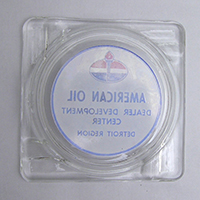 AMERICAN OIL
DEALER DEVELOPMENT
CENTER
DETROIT REGION